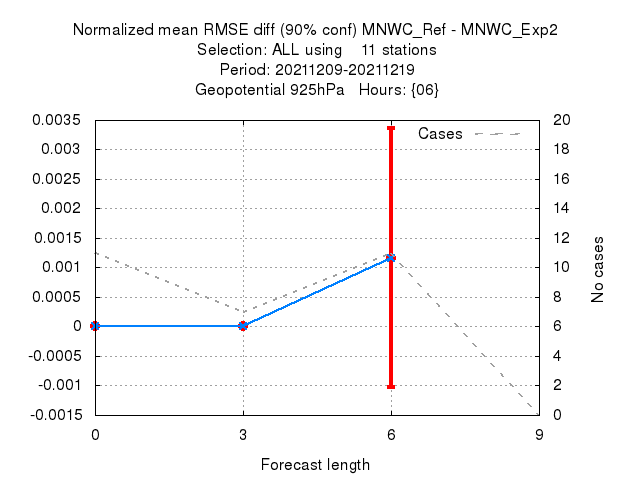 Normalized mean RMSE diff (90% conf) MNWC_Ref - MNWC_Exp2
Selection: ALL using    11 stations
Period: 20211209-20211219
Geopotential 925hPa   Hours: {06}
Cases
0.0035
0.003
0.0025
0.002
0.0015
0.001
0.0005
0
-0.0005
-0.001
-0.0015
20
18
16
14
12
10
8
6
4
2
0
No cases
0 3 6 9
Forecast length